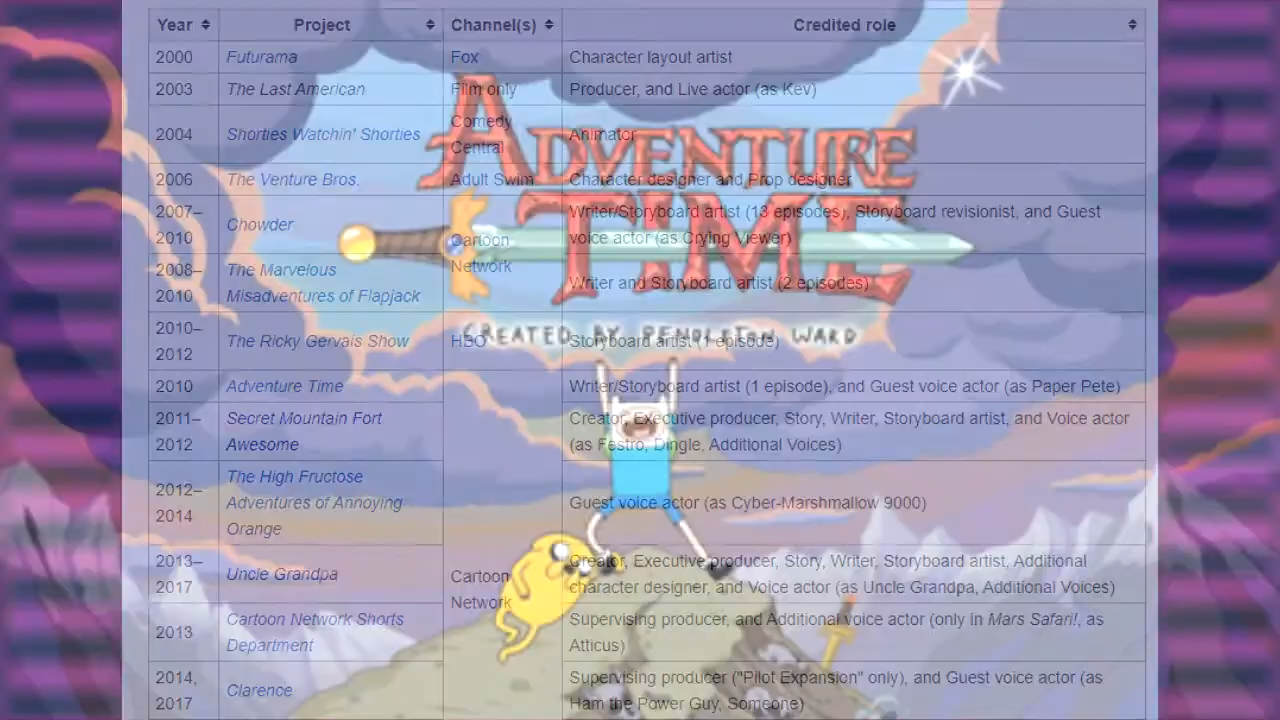 Year Project Channel(s) Credited role
2000 Futurama Fox Character layout artist
2003 The Last American Film only Producer, and Live actor (as Kev)
2004 Shorties Watchin' Shorties Comedy Central Animator
2006 The Venture Bros. Adult Swim Character designer and Prop designer
2007–
2010
Chowder
Cartoon
Network
Writer/Storyboard artist (13 episodes), Storyboard revisionist, and Guest
voice actor (as Crying Viewer)
2008–
2010
The Marvelous
Misadventures of Flapjack
Writer and Storyboard artist (2 episodes)
2010–
2012
The Ricky Gervais Show
HBO
Storyboard artist (1 episode)
2010 Adventure Time Writer/Storyboard artist (1 episode), and Guest voice actor (as Paper Pete)
2011–
2012
Secret Mountain Fort
Awesome
Creator, Executive producer, Story, Writer, Storyboard artist, and Voice actor
(as Festro, Dingle, Additional Voices)
2012–
2014
The High Fructose
Adventures of Annoying
Orange
Guest voice actor (as Cyber-Marshmallow 9000)
2013–
2017
Uncle Grandpa
Cartoon
Network
Creator, Executive producer, Story, Writer, Storyboard artist, Additional
character designer, and Voice actor (as Uncle Grandpa, Additional Voices)
2013
Cartoon Network Shorts
Department
Supervising producer, and Additional voice actor (only in Mars Safari!, as
Atticus)
2014,
2017
Clarence
Supervising producer ("Pilot Expansion" only), and Guest voice actor (as
Ham the Power Guy, Someone)
ADVENTURE
TIME
CREATED BY PENDLETON WARD